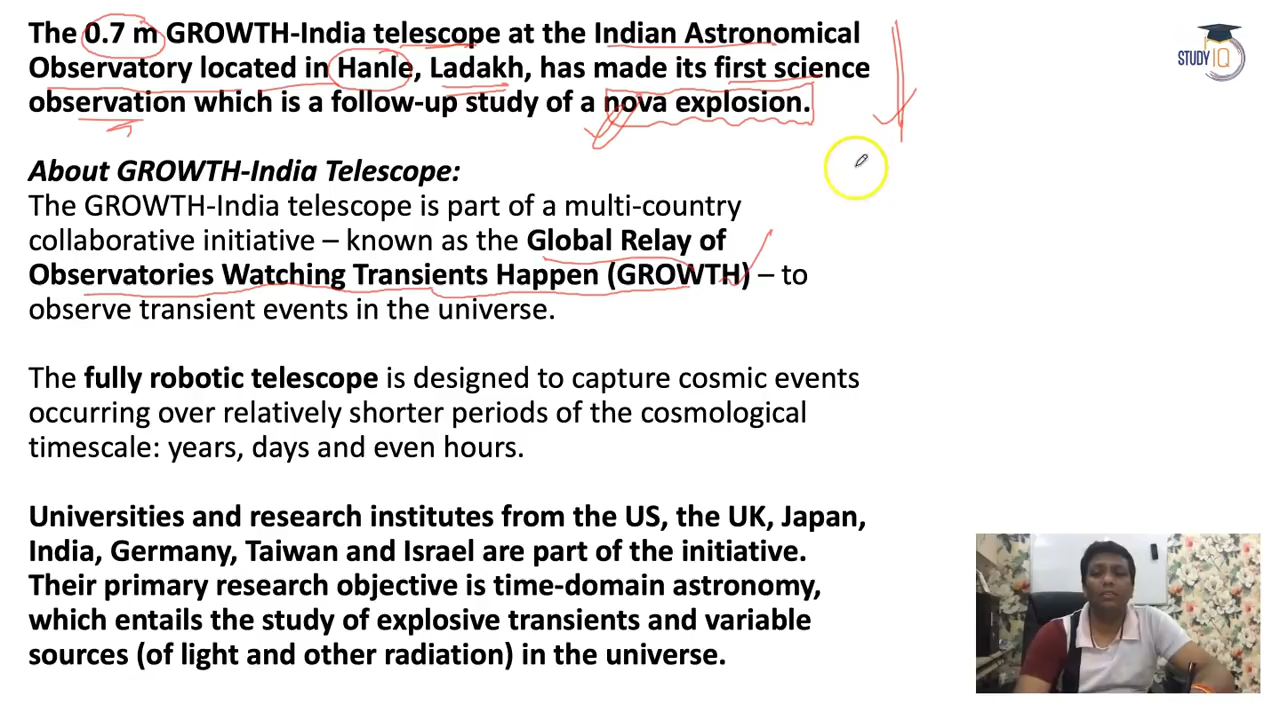 The 0.7 m GROWTH-India telescope at the Indian Astronomical
Observatory located in Hanle, Ladakh, has made its first science
observation which is a follow-up study of a nova explosion.
STUDY IQ
About GROWTH-India Telescope:
The GROWTH-India telescope is part of a multi-country
collaborative initiative – known as the Global Relay of
Observatories Watching Transients Happen (GROWTH) – to
observe transient events in the universe.
The fully robotic telescope is designed to capture cosmic events
occurring over relatively shorter periods of the cosmological
timescale: years, days and even hours.
Universities and research institutes from the US, the UK, Japan,
India, Germany, Taiwan and Israel are part of the initiative.
Their primary research objective is time-domain astronomy,
which entails the study of explosive transients and variable
sources (of light and other radiation) in the universe.